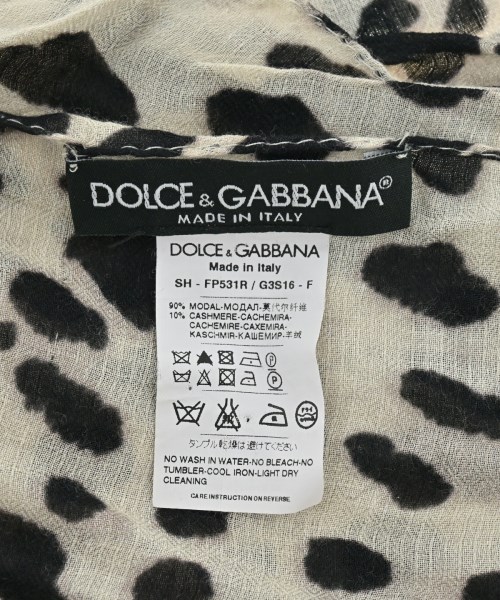 DOLCE & GABBANA®
MADE IN ITALY
DOLCE & GABBANA
Made in Italy
SH - FP531R / G3S16 - F
90% MODAL-МОДАЛ-莫代尔纤维
10% CASHMERE-CACHEMIRA-
CACHEMIRE-CAXEMIRA-
KASCHMIR-КАШЕМИР-羊绒
タンブル乾燥は避けてください
NO WASH IN WATER-NO BLEACH-NO
TUMBLER-COOL IRON-LIGHT DRY
CLEANING
CARE INSTRUCTION ON REVERSE